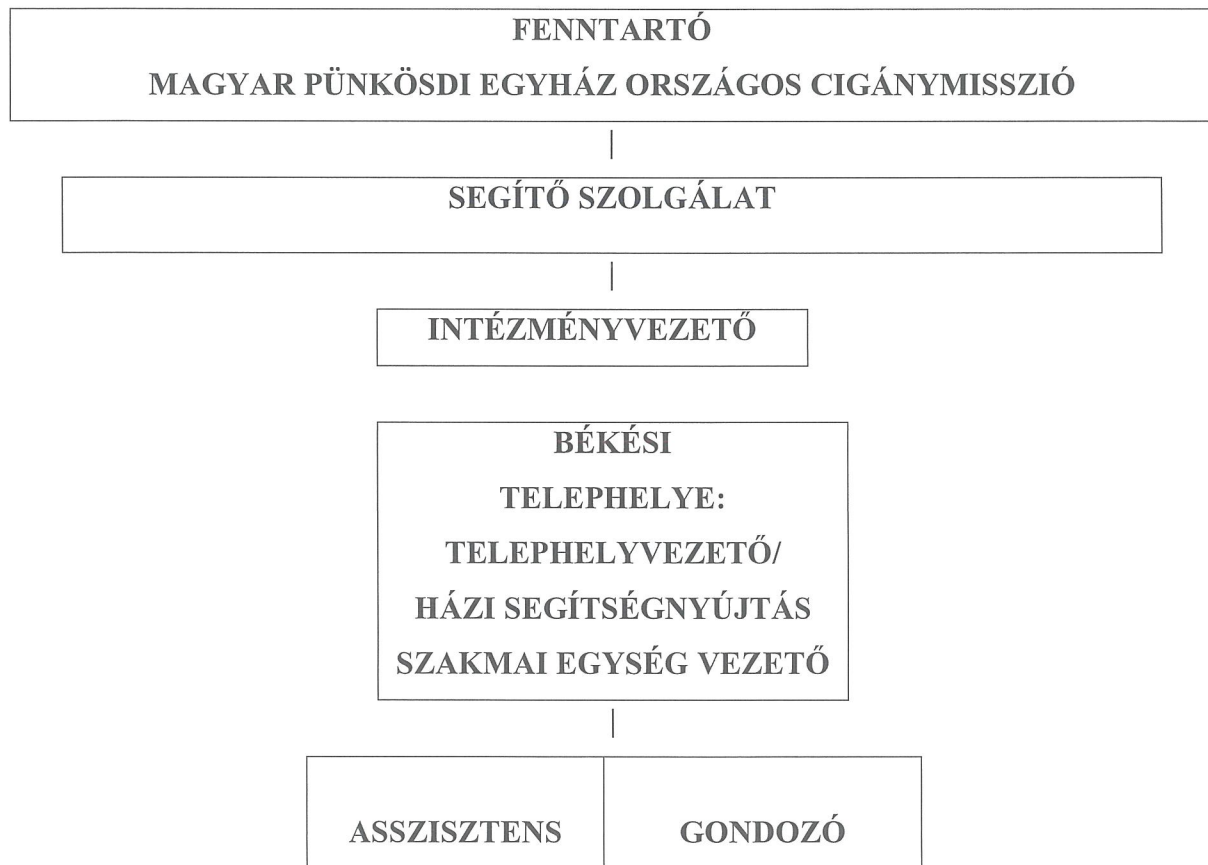 FENNTARTÓ
MAGYAR PÜNKÖSDI EGYHÁZ ORSZÁGOS CIGÁNYMISSZIÓ
SEGÍTŐ SZOLGÁLAT
INTÉZMÉNYVEZETŐ
BÉKÉSI
TELEPHELYE:
TELEPHELYVEZETŐ/
HÁZI SEGÍTSÉGNYÚJTÁS
SZAKMAI EGYSÉG VEZETŐ
ASSZISZTENS GONDOZÓ